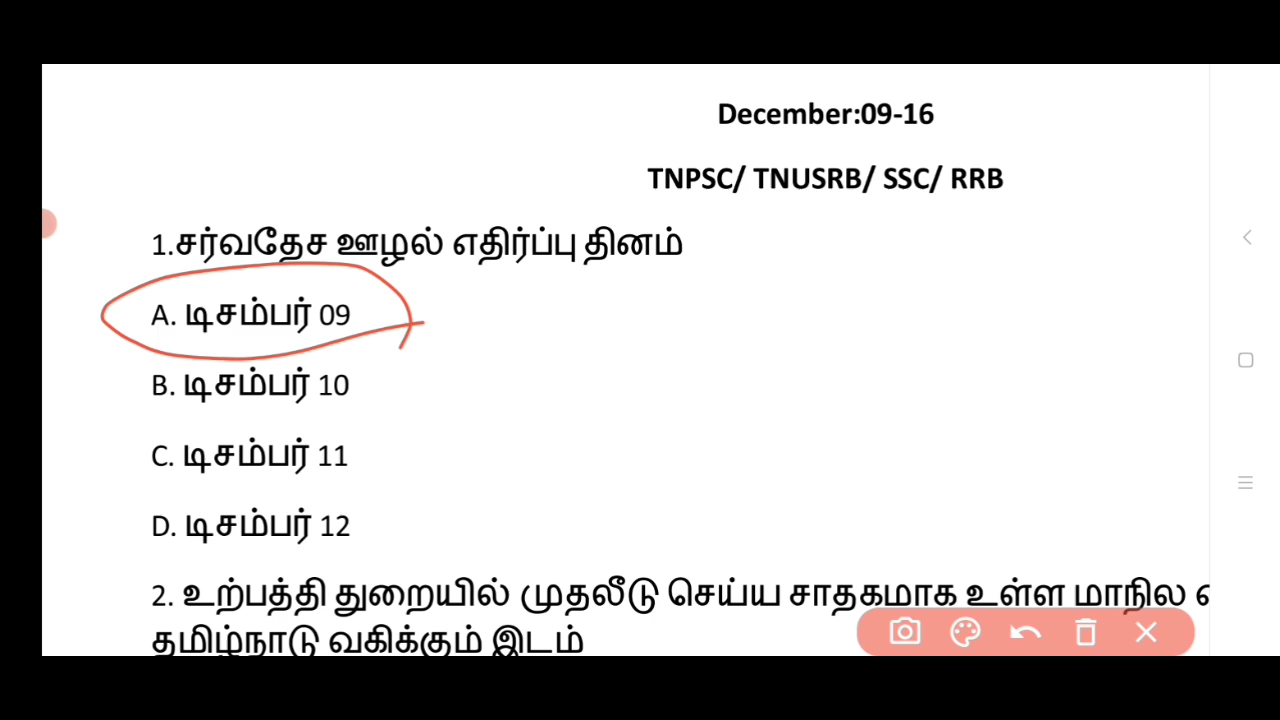 December:09-16
TNPSC/ TNUSRB/ SSC/ RRB
1.சர்வதேச ஊழல் எதிர்ப்பு தினம்
A. டிசம்பர் 09
B. டிசம்பர் 10
C. டிசம்பர் 11
D. டிசம்பர் 12
2. உற்பத்தி துறையில் முதலீடு செய்ய சாதகமாக உள்ள மாநில
தமிழ்நாடு வகிக்கும் இடம்